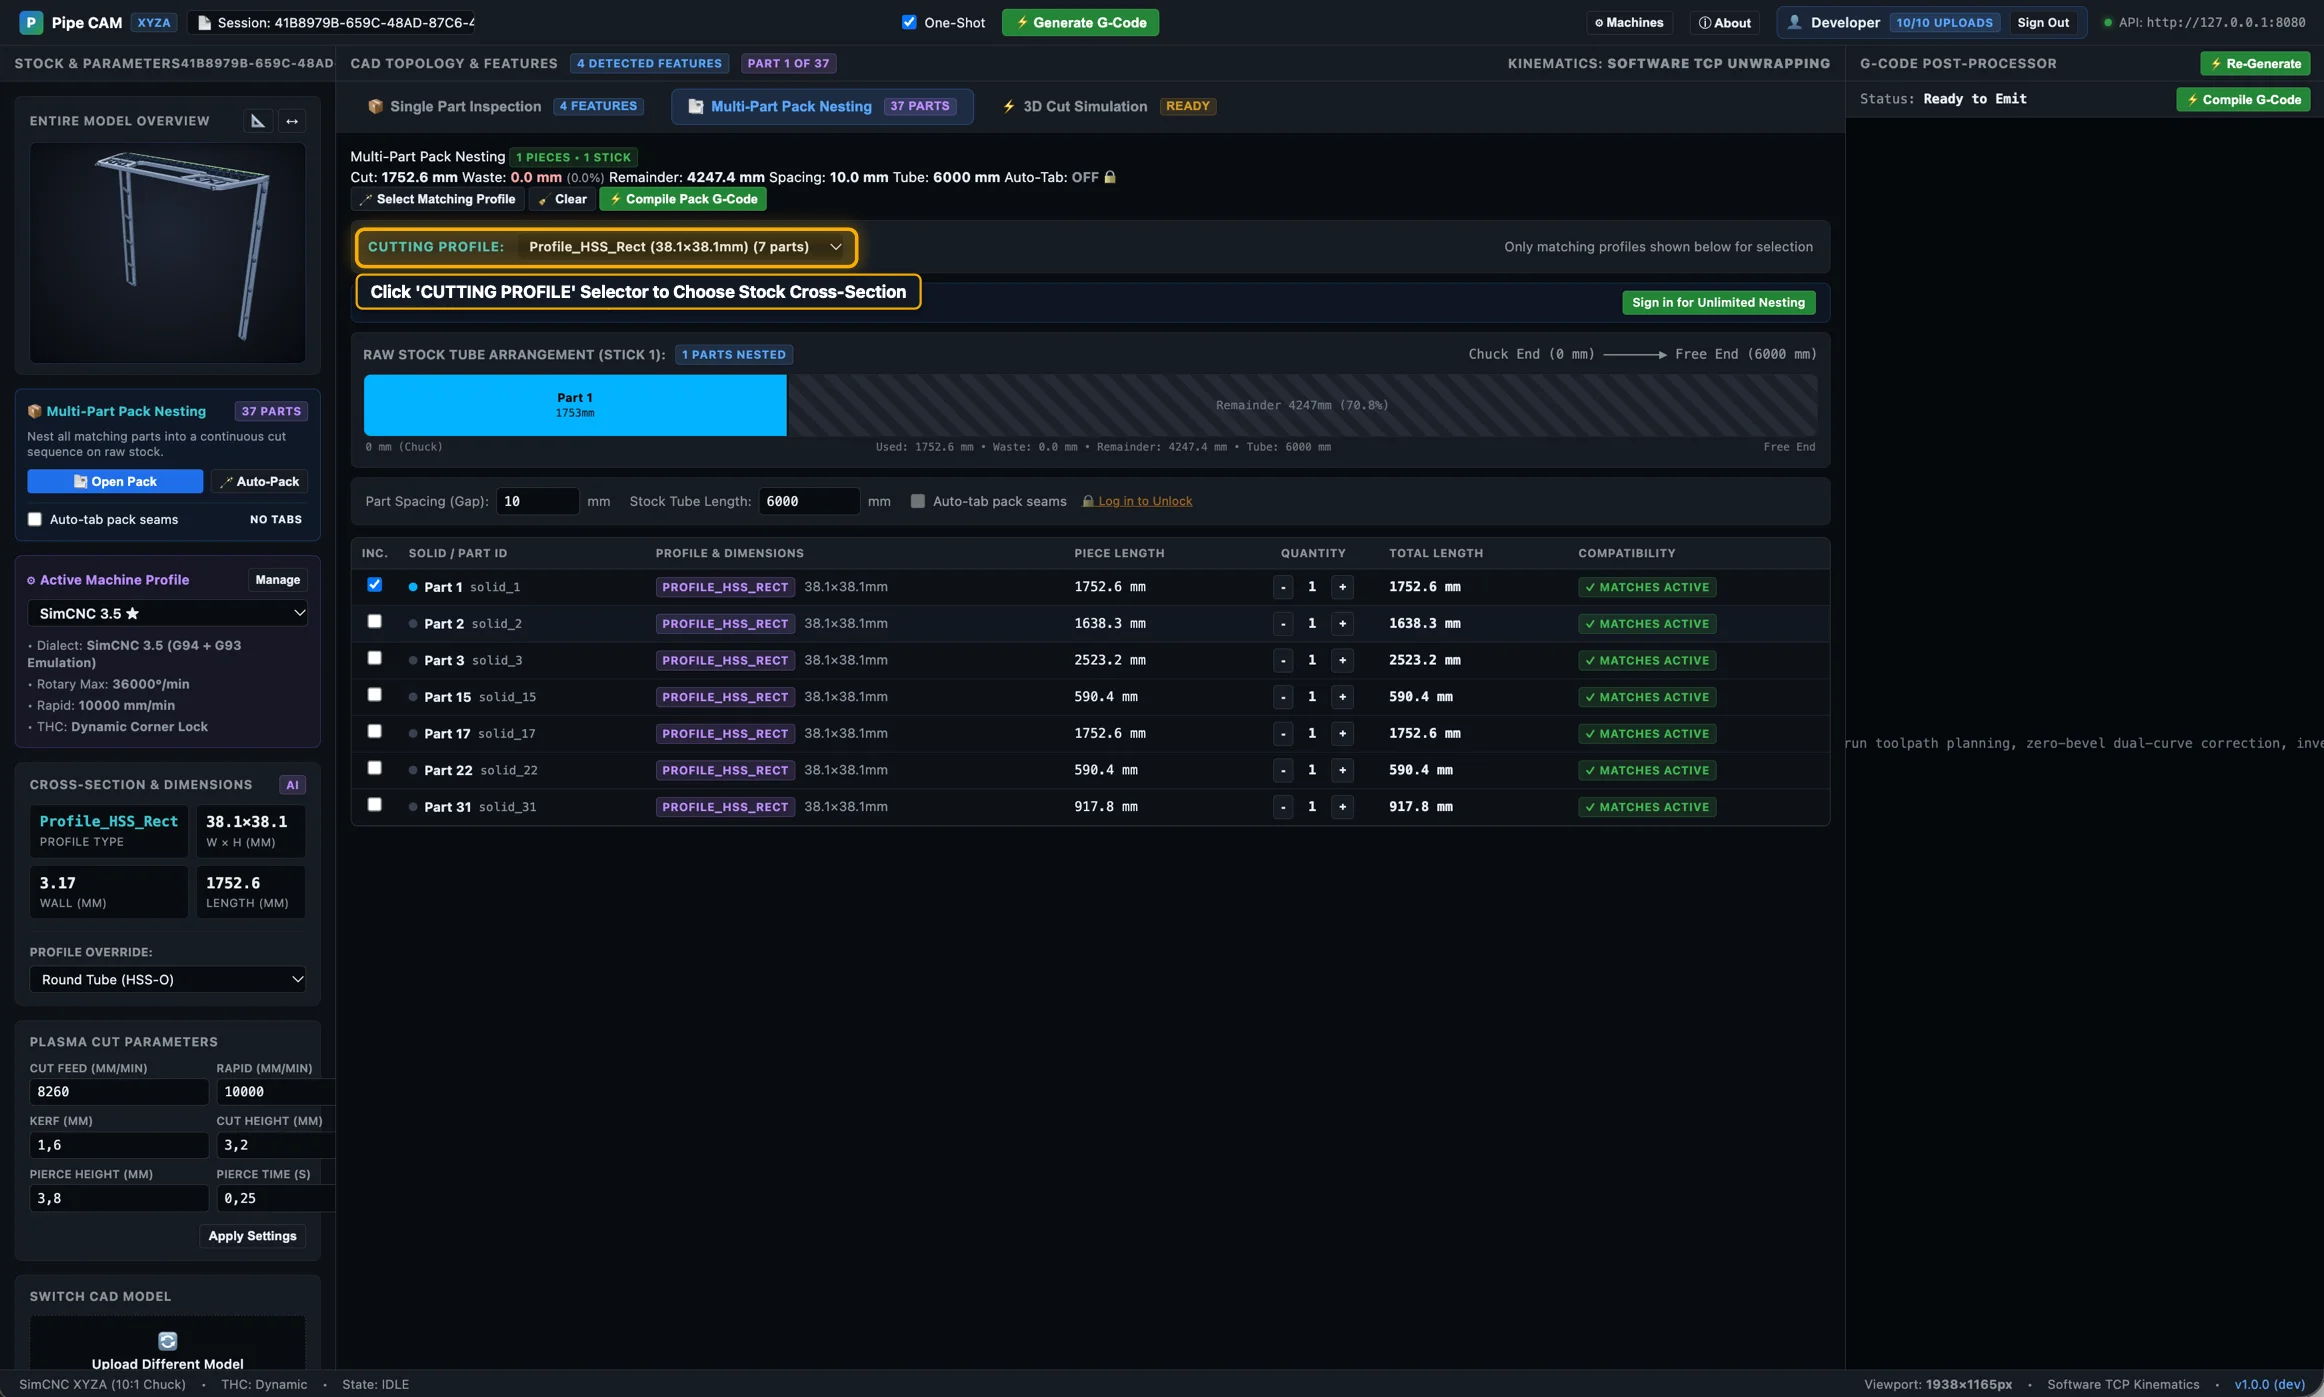 P Pipe CAM XYZA Session: 41B8979B-659C-48AD-87C6-4 One-Shot ⚡ Generate G-Code Machines ⓘ About Developer 10/10 UPLOADS Sign Out API: http://127.0.0.1:8080
STOCK & PARAMETERS41B8979B-659C-48AD-
CAD TOPOLOGY & FEATURES 4 DETECTED FEATURES PART 1 OF 37 KINEMATICS: SOFTWARE TCP UNWRAPPING
G-CODE POST-PROCESSOR ⚡ Re-Generate
Status: Ready to Emit ⚡ Compile G-Code
Single Part Inspection 4 FEATURES Multi-Part Pack Nesting 37 PARTS ⚡ 3D Cut Simulation READY
ENTIRE MODEL OVERVIEW
Multi-Part Pack Nesting 37 PARTS
Nest all matching parts into a continuous cut
sequence on raw stock.
Open Pack Auto-Pack
Auto-tab pack seams NO TABS
Active Machine Profile Manage
SimCNC 3.5 ★
• Dialect: SimCNC 3.5 (G94 + G93
Emulation)
• Rotary Max: 36000°/min
• Rapid: 10000 mm/min
• THC: Dynamic Corner Lock
CROSS-SECTION & DIMENSIONS AI
Profile_HSS_Rect 38.1×38.1
PROFILE TYPE W × H (MM)
3.17 1752.6
WALL (MM) LENGTH (MM)
PROFILE OVERRIDE:
Round Tube (HSS-O)
PLASMA CUT PARAMETERS
CUT FEED (MM/MIN) RAPID (MM/MIN)
8260 10000
KERF (MM) CUT HEIGHT (MM)
1,6 3,2
PIERCE HEIGHT (MM) PIERCE TIME (S)
3,8 0,25
Apply Settings
SWITCH CAD MODEL
Upload Different Model
Multi-Part Pack Nesting 1 PIECES • 1 STICK
Cut: 1752.6 mm Waste: 0.0 mm (0.0%) Remainder: 4247.4 mm Spacing: 10.0 mm Tube: 6000 mm Auto-Tab: OFF
Select Matching Profile Clear ⚡ Compile Pack G-Code
CUTTING PROFILE: Profile_HSS_Rect (38.1×38.1mm) (7 parts) Only matching profiles shown below for selection
Click 'CUTTING PROFILE' Selector to Choose Stock Cross-Section
Sign in for Unlimited Nesting
RAW STOCK TUBE ARRANGEMENT (STICK 1): 1 PARTS NESTED Chuck End (0 mm) ⟶ Free End (6000 mm)
Part 1
1753mm
Remainder 4247mm (70.8%)
0 mm (Chuck) Used: 1752.6 mm • Waste: 0.0 mm • Remainder: 4247.4 mm • Tube: 6000 mm Free End
Part Spacing (Gap): 10 mm Stock Tube Length: 6000 mm Auto-tab pack seams Log in to Unlock
INC. SOLID / PART ID PROFILE & DIMENSIONS PIECE LENGTH QUANTITY TOTAL LENGTH COMPATIBILITY
Part 1 solid_1 PROFILE_HSS_RECT 38.1×38.1mm 1752.6 mm - 1 + 1752.6 mm ✓ MATCHES ACTIVE
Part 2 solid_2 PROFILE_HSS_RECT 38.1×38.1mm 1638.3 mm - 1 + 1638.3 mm ✓ MATCHES ACTIVE
Part 3 solid_3 PROFILE_HSS_RECT 38.1×38.1mm 2523.2 mm - 1 + 2523.2 mm ✓ MATCHES ACTIVE
Part 15 solid_15 PROFILE_HSS_RECT 38.1×38.1mm 590.4 mm - 1 + 590.4 mm ✓ MATCHES ACTIVE
Part 17 solid_17 PROFILE_HSS_RECT 38.1×38.1mm 1752.6 mm - 1 + 1752.6 mm ✓ MATCHES ACTIVE
Part 22 solid_22 PROFILE_HSS_RECT 38.1×38.1mm 590.4 mm - 1 + 590.4 mm ✓ MATCHES ACTIVE
Part 31 solid_31 PROFILE_HSS_RECT 38.1×38.1mm 917.8 mm - 1 + 917.8 mm ✓ MATCHES ACTIVE
run toolpath planning, zero-bevel dual-curve correction, inve
SimCNC XYZA (10:1 Chuck) • THC: Dynamic • State: IDLE Viewport: 1938×1165px • Software TCP Kinematics • v1.0.0 (dev)